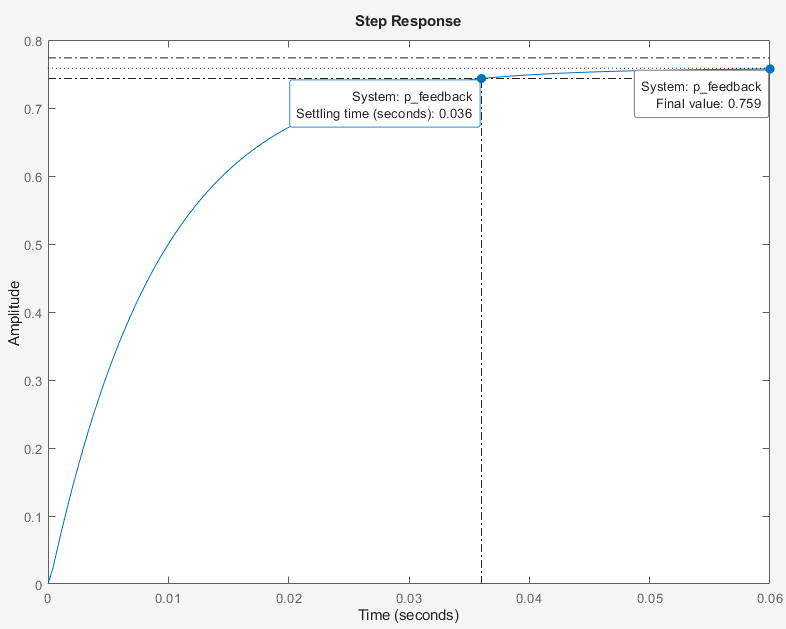 Step Response
Amplitude
0.8
0.7
0.6
0.5
0.4
0.3
0.2
0.1
0
System: p_feedback
Settling time (seconds): 0.036
System: p_feedback
Final value: 0.759
0
0.01
0.02
0.03
0.04
0.05
0.06
Time (seconds)